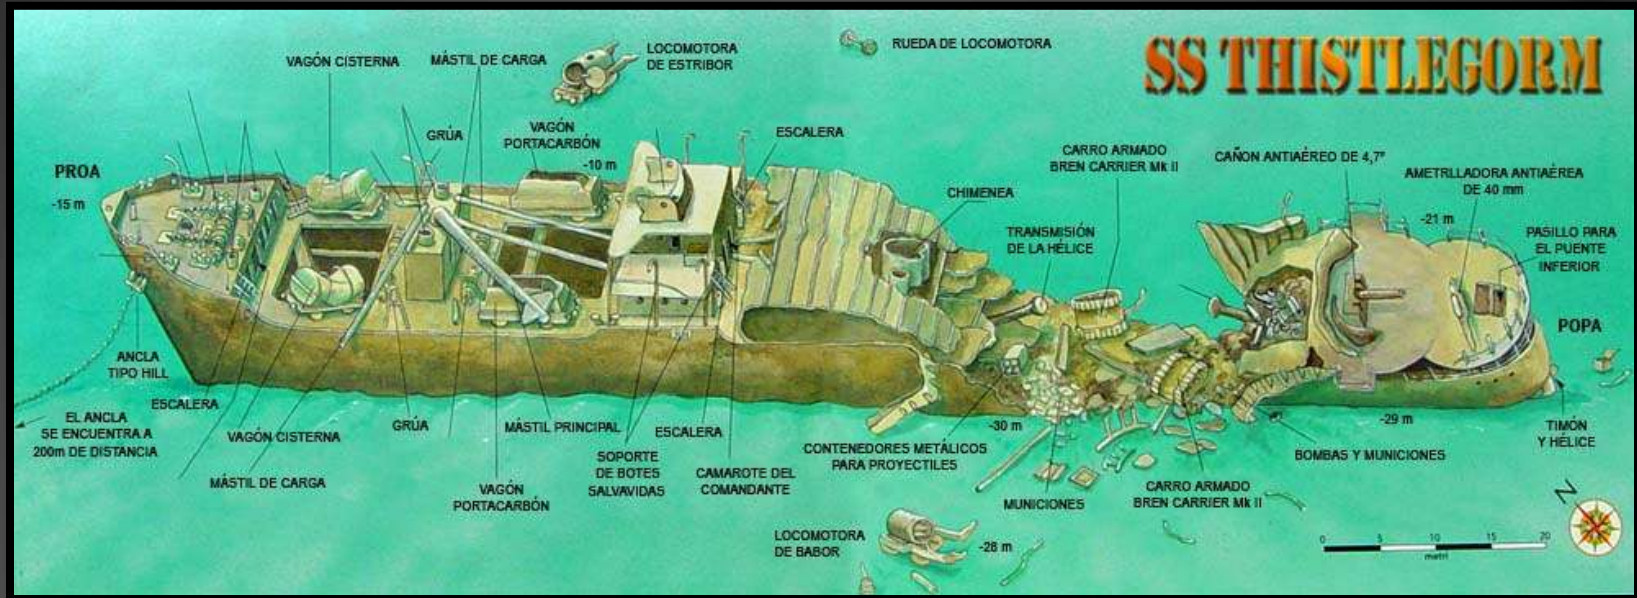 SS THISTLEGORM
VAGÓN CISTERNA
MÁSTIL DE CARGA
LOCOMOTORA
DE ESTRIBOR
RUEDA DE LOCOMOTORA
GRÚA
VAGÓN
PORTACARBÓN
-10 m
ESCALERA
CARRO ARMADO
BREN CARRIER Mk II
CAÑON ANTIAÉREO DE 4,7"
AMETRLLADORA ANTIAÉREA
DE 40 mm
PROA
-15 m
CHIMENEA
-21 m
TRANSMISIÓN
DE LA HÉLICE
PASILLO PARA
EL PUENTE
INFERIOR
POPA
ANCLA
TIPO HILL
ESCALERA
EL ANCLA
SE ENCUENTRA A
200m DE DISTANCIA
VAGÓN CISTERNA
GRÚA
MÁSTIL PRINCIPAL
ESCALERA
MÁSTIL DE CARGA
VAGÓN
PORTACARBÓN
SOPORTE
DE BOTES
SALVAVIDAS
CAMAROTE DEL
COMANDANTE
-30 m
CONTENEDORES METÁLICOS
PARA PROYECTILES
-29 m
TIMÓN
Y HÉLICE
BOMBAS Y MUNICIONES
MUNICIONES
CARRO ARMADO
BREN CARRIER Mk II
LOCOMOTORA
DE BABOR
-28 m
N
0 5 10 15 20
metri